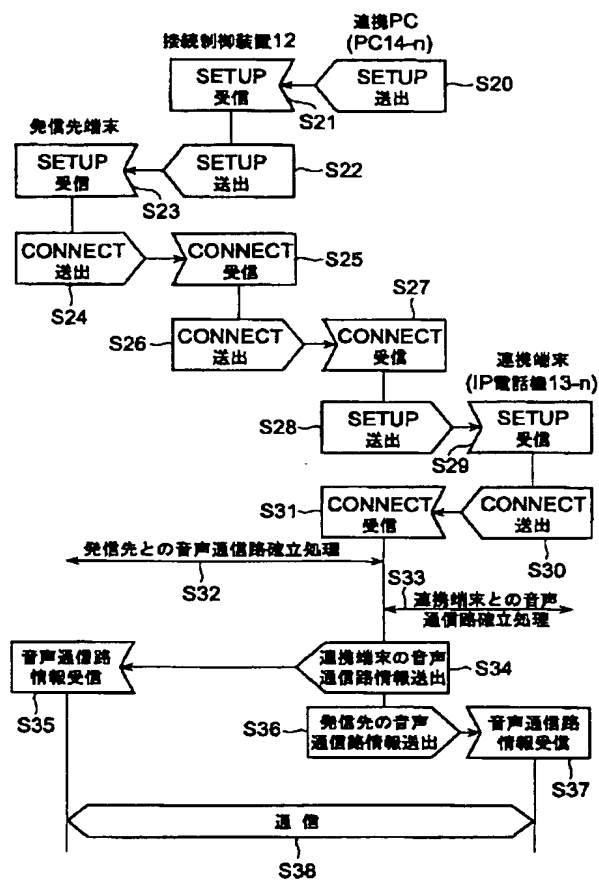 連携PC
(PC14-n)
接続制御装置12
SETUP
受信
SETUP
送出
S20
S21
発信先端末
SETUP
受信
SETUP
送出
S22
S23
CONNECT
送出
CONNECT
受信
S25
S24
S27
S26
CONNECT
送出
CONNECT
受信
連携端末
(IP電話機13-n)
S28
SETUP
送出
SETUP
受信
S29
S31
CONNECT
受信
CONNECT
送出
S30
発信先との音声通信路確立処理
S32
S33
連携端末との音声
通信路確立処理
音声通信路
情報受信
連携端末の音声
通信路情報送出
S34
S35
S36
発信先の音声
通信路情報送出
音声通信路
情報受信
S37
通信
S38